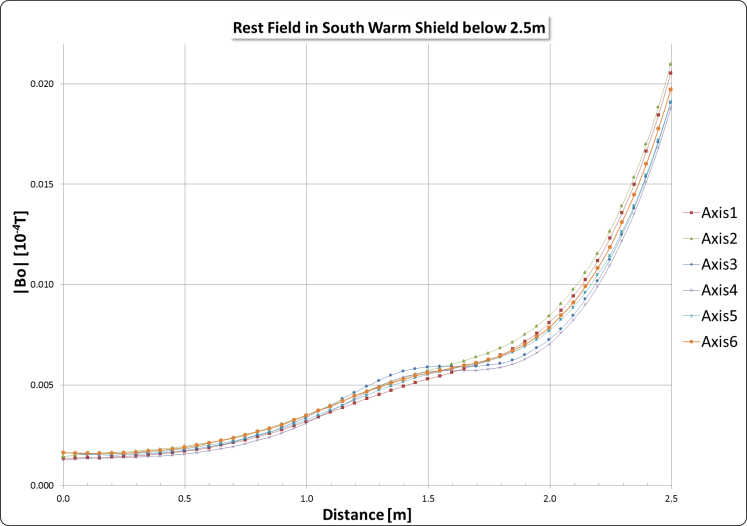 Rest Field in South Warm Shield below 2.5m
0.020
0.015
0.010
0.005
0.000
|Bo| [10⁻⁴T]
0.0 0.5 1.0 1.5 2.0 2.5
Distance [m]
Axis1
Axis2
Axis3
Axis4
Axis5
Axis6